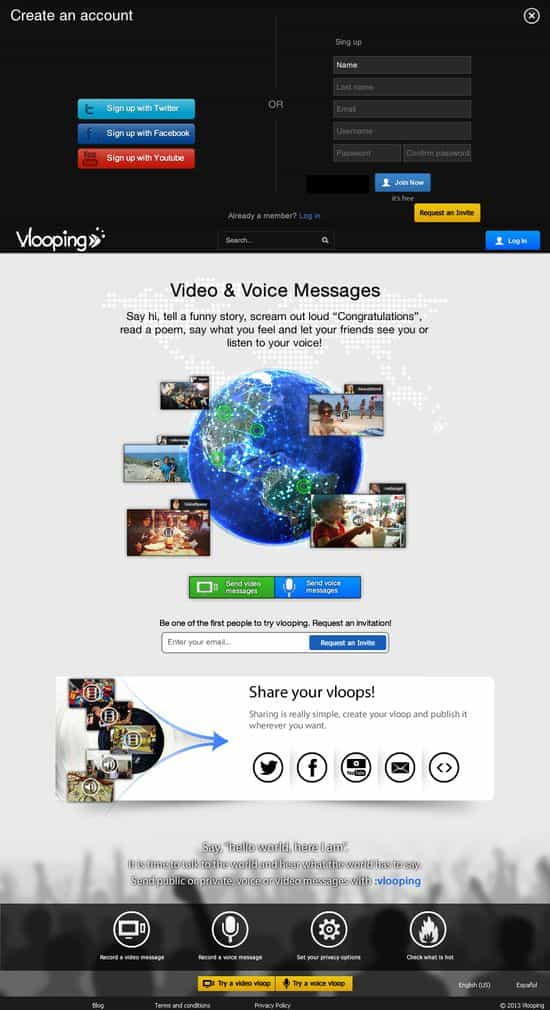 Create an account
Sing up
Name
Last name
Email
Username
Password
Confirm password
Sign up with Twitter
Sign up with Facebook
You
Sign up with Youtube
OR
Join Now
it's free
Request an Invite
Already a member? Log in
Vlooping
Search...
Log In
Video & Voice Messages
Say hi, tell a funny story, scream out loud “Congratulations”,
read a poem, say what you feel and let your friends see you or
listen to your voice!
Send video
messages
Send voice
messages
Be one of the first people to try vlooping. Request an invitation!
Enter your email...
Request an Invite
Share your vloops!
Sharing is really simple, create your vloop and publish it
wherever you want.
Say, “hello world, here I am”.
It is time to talk to the world and hear what the world has to say.
Send public or private, voice or video messages with :vlooping
Record a video message
Record a voice message
Set your privacy options
Check what is hot
Try a video vloop
Try a voice vloop
English (US)
Español
Blog
Terms and conditions
Privacy Policy
© 2013 Vlooping